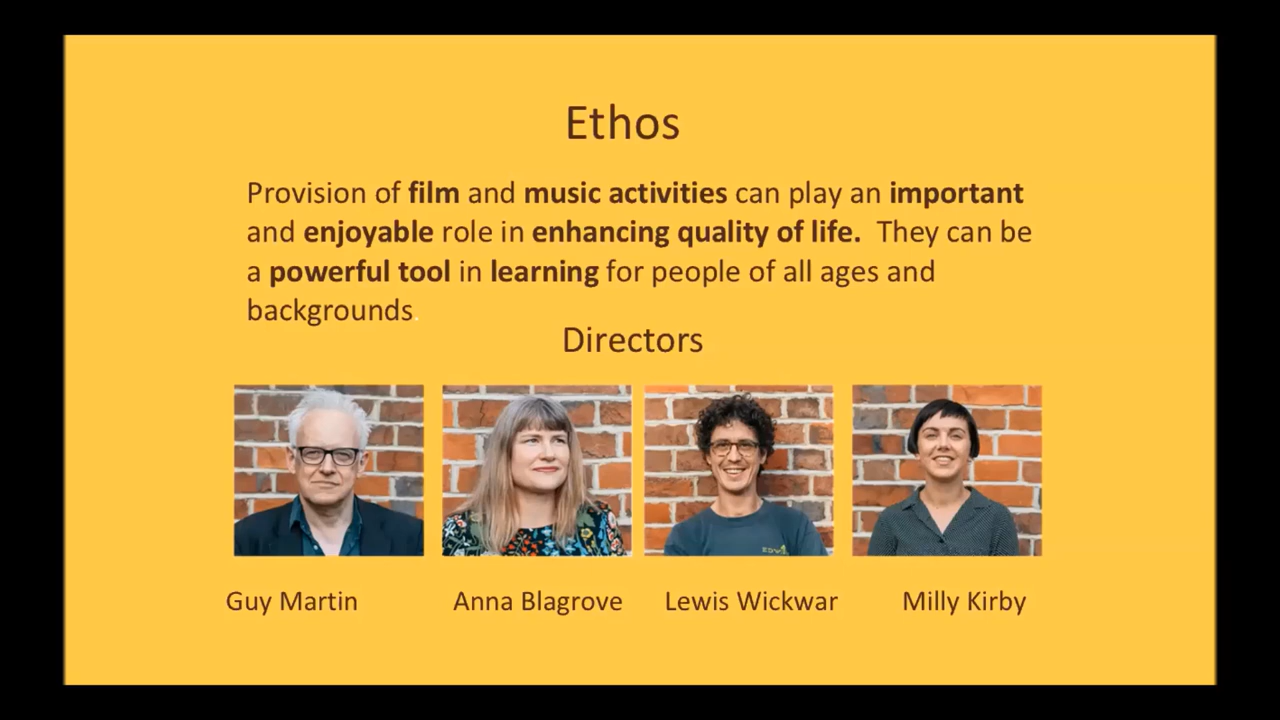 Ethos
Provision of film and music activities can play an important
and enjoyable role in enhancing quality of life.  They can be
a powerful tool in learning for people of all ages and
backgrounds.
Directors
Guy Martin
Anna Blagrove
Lewis Wickwar
Milly Kirby